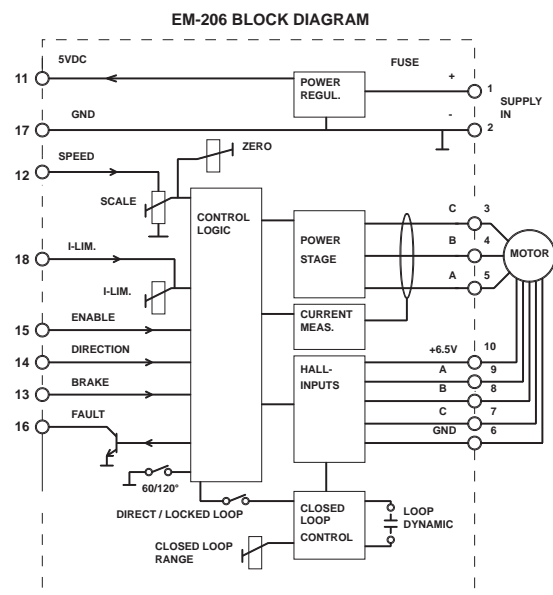 EM-206 BLOCK DIAGRAM
11
5VDC
POWER
REGUL.
FUSE
+
1
SUPPLY
IN
17
GND
-
2
12
SPEED
ZERO
SCALE
CONTROL
LOGIC
18
I-LIM.
I-LIM.
POWER
STAGE
C
3
B
4
A
5
MOTOR
CURRENT
MEAS.
15
ENABLE
14
DIRECTION
13
BRAKE
16
FAULT
HALL-
INPUTS
+6.5V
10
A
9
B
8
C
7
GND
6
60/120°
DIRECT / LOCKED LOOP
CLOSED
LOOP
CONTROL
LOOP
DYNAMIC
CLOSED LOOP
RANGE